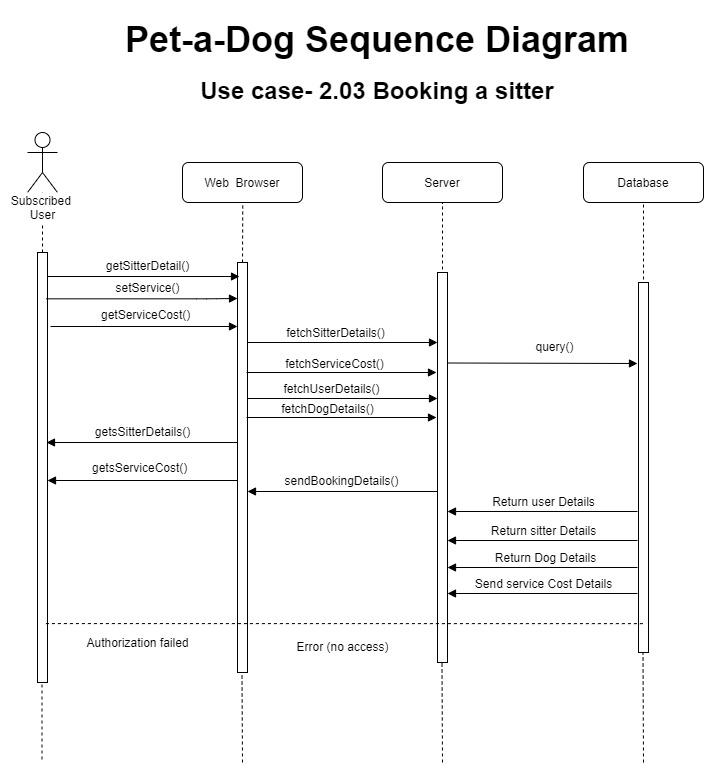 Pet-a-Dog Sequence Diagram
Use case- 2.03 Booking a sitter
Subscribed
User
Web Browser
Server
Database
getSitterDetail()
setService()
getServiceCost()
fetchSitterDetails()
query()
fetchServiceCost()
fetchUserDetails()
fetchDogDetails()
getsSitterDetails()
getsServiceCost()
sendBookingDetails()
Return user Details
Return sitter Details
Return Dog Details
Send service Cost Details
Authorization failed
Error (no access)